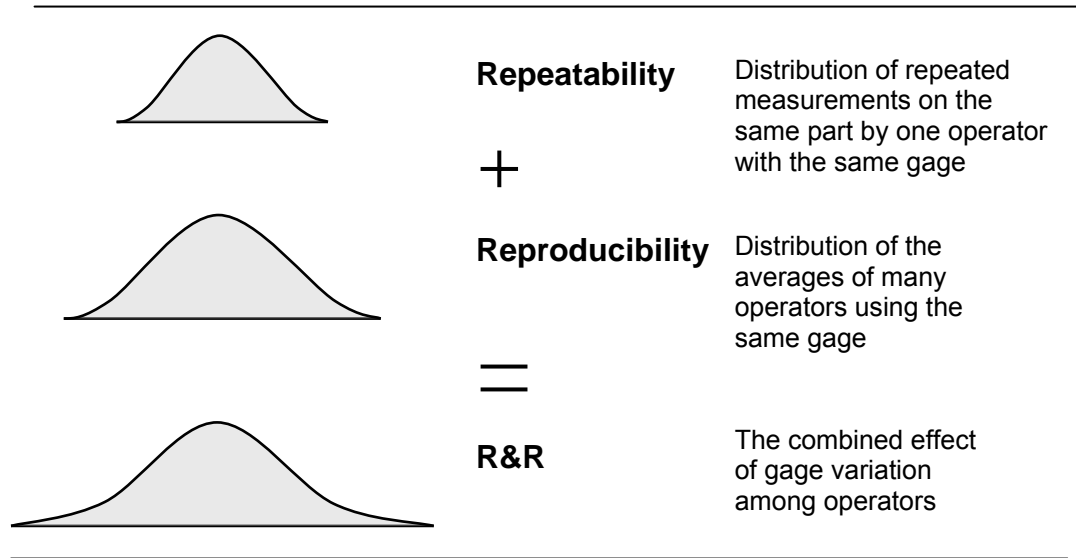 Repeatability
Distribution of repeated
measurements on the
same part by one operator
with the same gage
+
Reproducibility
Distribution of the
averages of many
operators using the
same gage
=
R&R
The combined effect
of gage variation
among operators